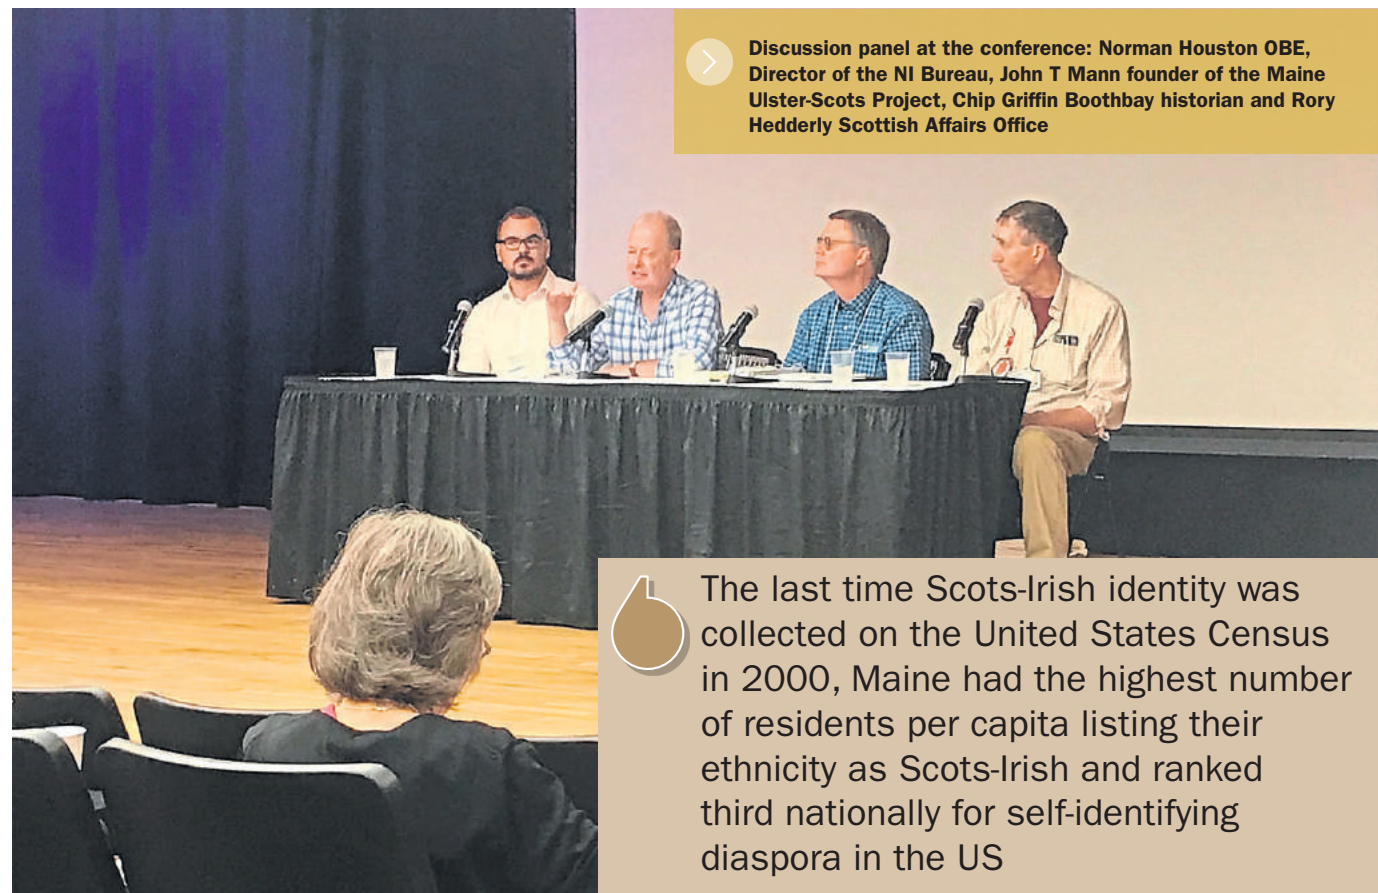 Discussion panel at the conference: Norman Houston OBE,
Director of the NI Bureau, John T Mann founder of the Maine
Ulster-Scots Project, Chip Griffin Boothbay historian and Rory
Hedderly Scottish Affairs Office
The last time Scots-Irish identity was
collected on the United States Census
in 2000, Maine had the highest number
of residents per capita listing their
ethnicity as Scots-Irish and ranked
third nationally for self-identifying
diaspora in the US